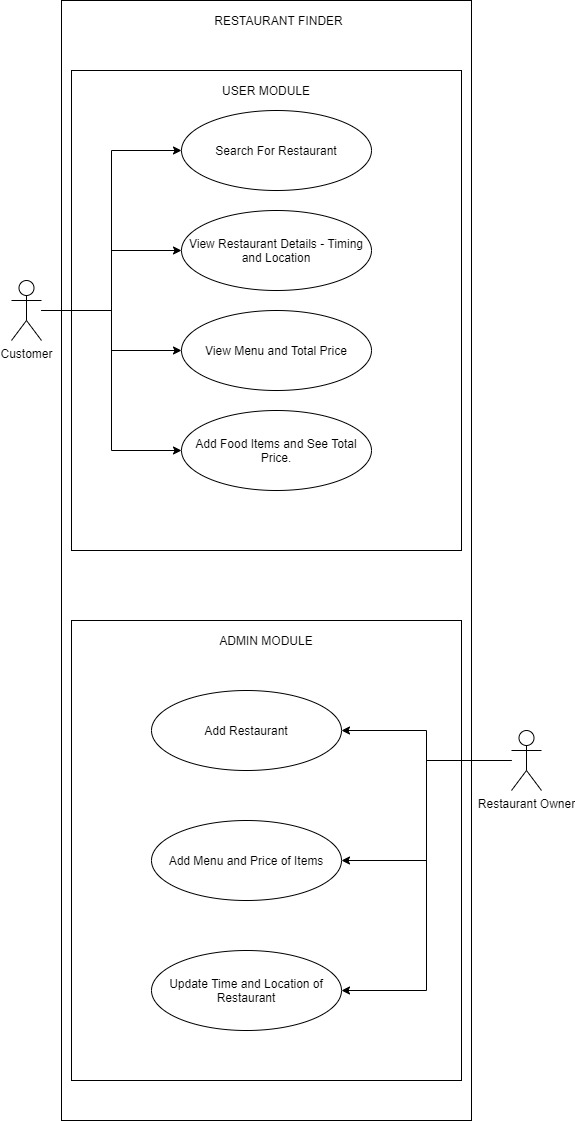 RESTAURANT FINDER
USER MODULE
Search For Restaurant
View Restaurant Details - Timing
and Location
Customer
View Menu and Total Price
Add Food Items and See Total
Price.
ADMIN MODULE
Add Restaurant
Restaurant Owner
Add Menu and Price of Items
Update Time and Location of
Restaurant